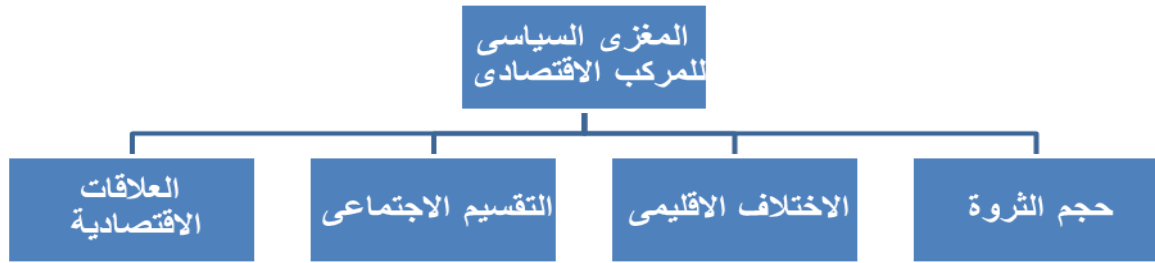 المغزى السياسى
للمركب الاقتصادى
حجم الثروة
الاختلاف الاقليمى
التقسيم الاجتماعى
العلاقات
الاقتصادية